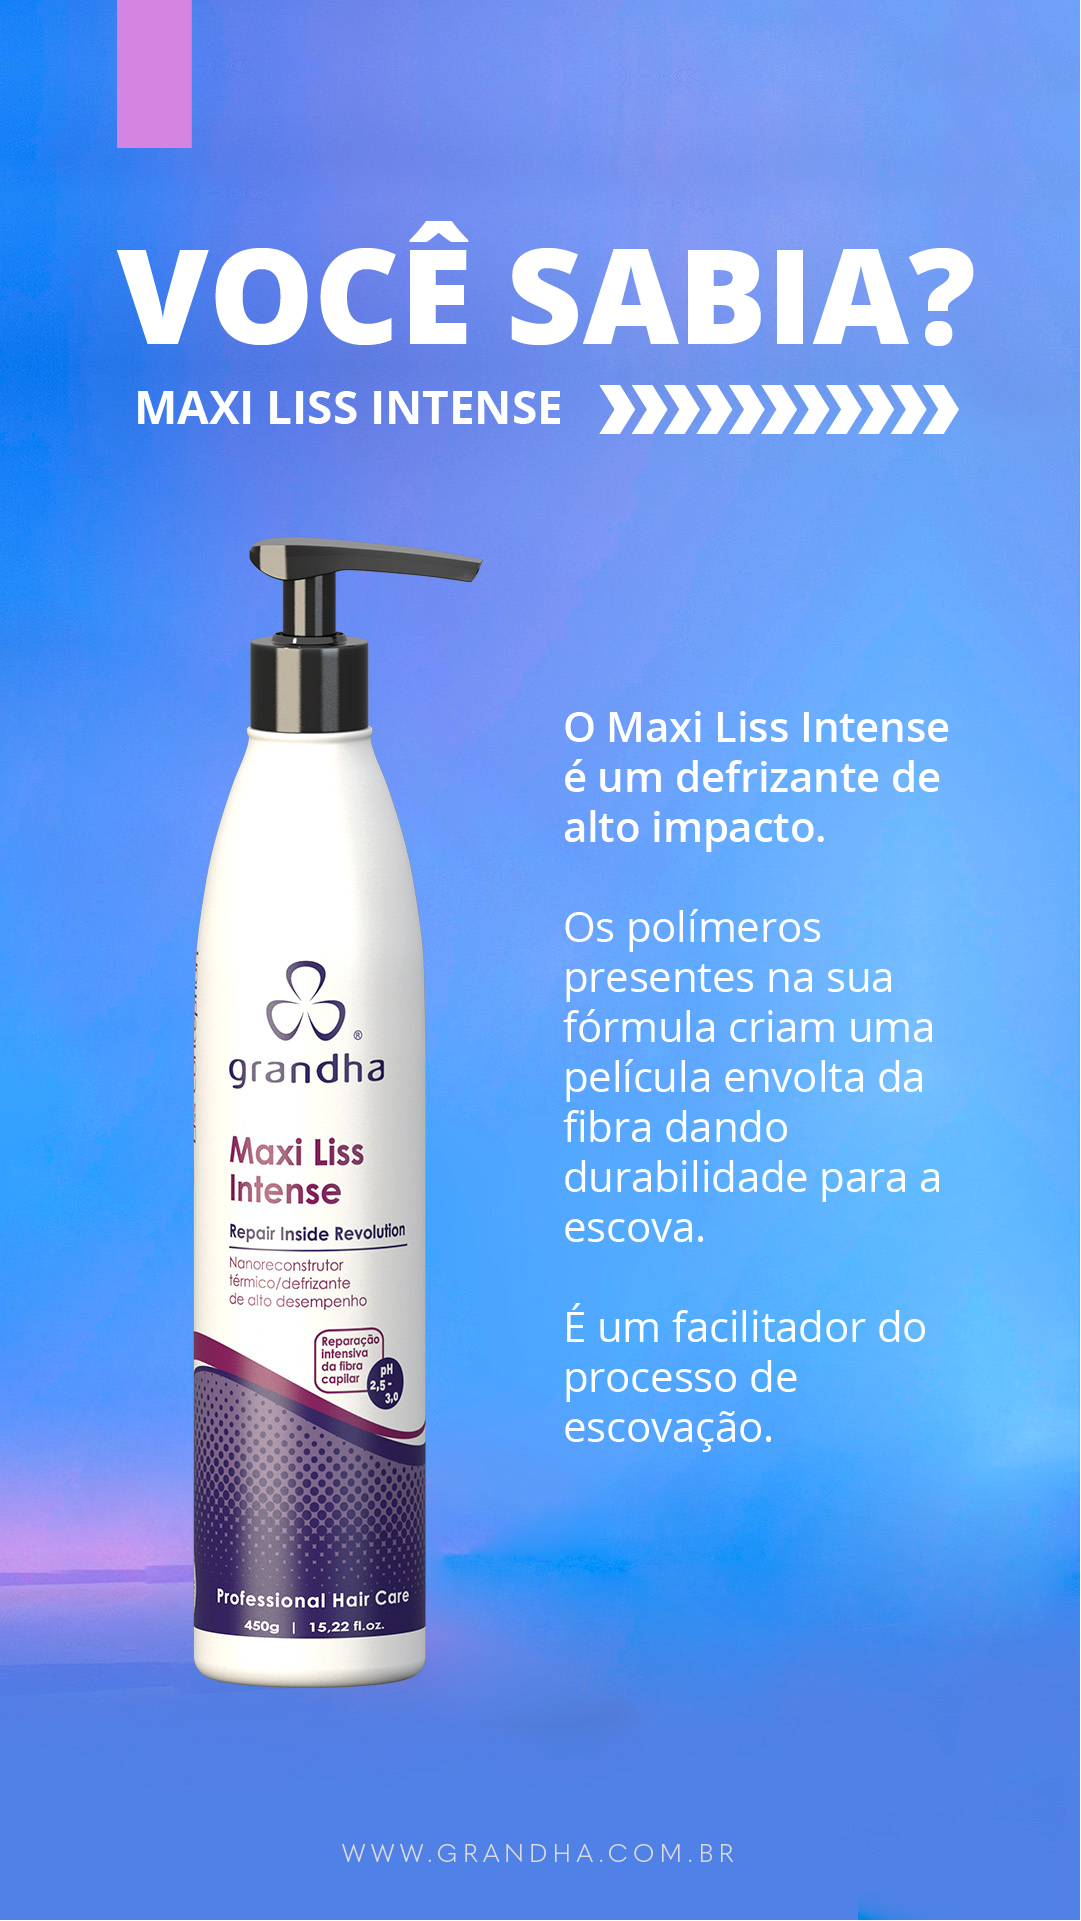 VOCÊ SABIA?
MAXI LISS INTENSE
O Maxi Liss Intense
é um defrizante de
alto impacto.
Os polímeros
presentes na sua
fórmula criam uma
película envolta da
fibra dando
durabilidade para a
escova.
É um facilitador do
processo de
escovação.
®
grandha
Maxi Liss
Intense
Repair Inside Revolution
Nanoreconstrutor
térmico/defrizante
de alto desempenho
Reparação
intensiva
da fibra
capilar
pH
2,5 -
3,0
Professional Hair Care
450g | 15,22 fl.oz.
WWW.GRANDHA.COM.BR